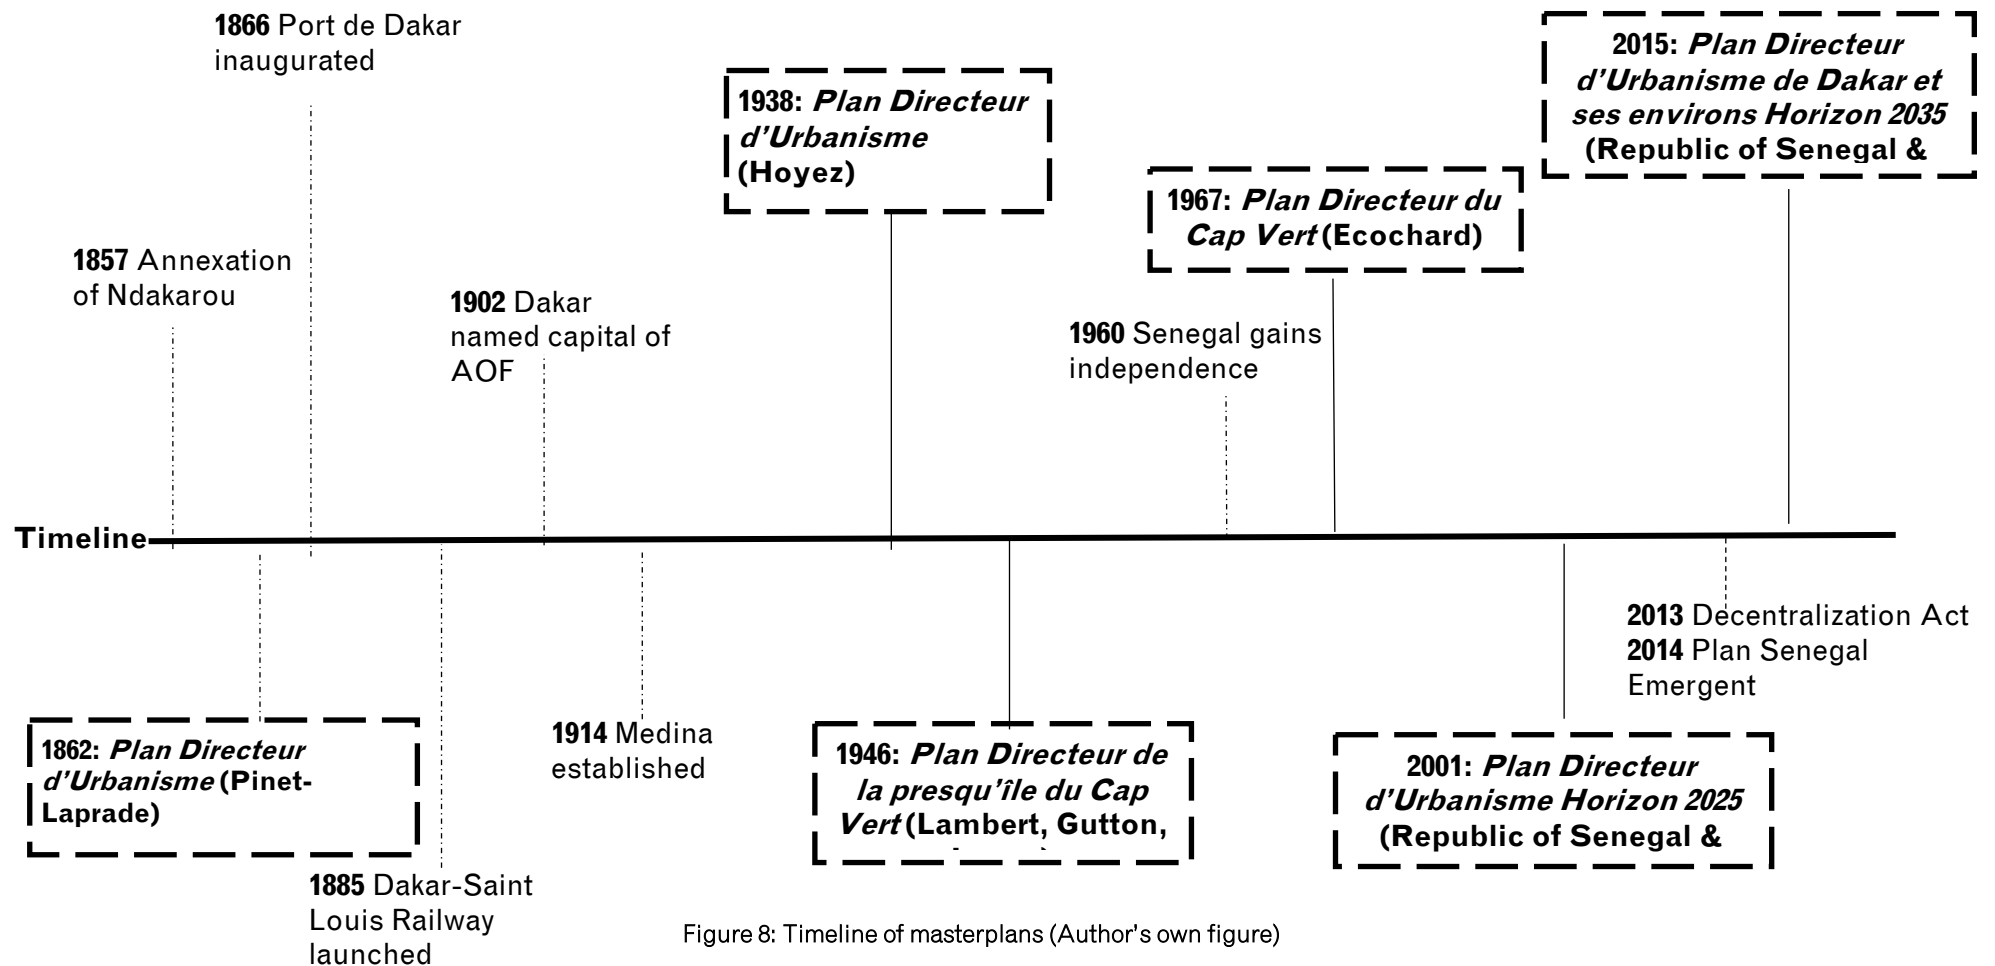 1866 Port de Dakar
inaugurated
2015: Plan Directeur
d’Urbanisme de Dakar et
ses environs Horizon 2035
(Republic of Senegal &
1938: Plan Directeur
d’Urbanisme
(Hoyez)
1967: Plan Directeur du
Cap Vert (Ecochard)
1857 Annexation
of Ndakarou
1902 Dakar
named capital of
AOF
1960 Senegal gains
independence
Timeline
2013 Decentralization Act
2014 Plan Senegal
Emergent
1862: Plan Directeur
d’Urbanisme (Pinet-
Laprade)
1914 Medina
established
1946: Plan Directeur de
la presqu’île du Cap
Vert (Lambert, Gutton,
2001: Plan Directeur
d’Urbanisme Horizon 2025
(Republic of Senegal &
1885 Dakar-Saint
Louis Railway
launched
Figure 8: Timeline of masterplans (Author’s own figure)